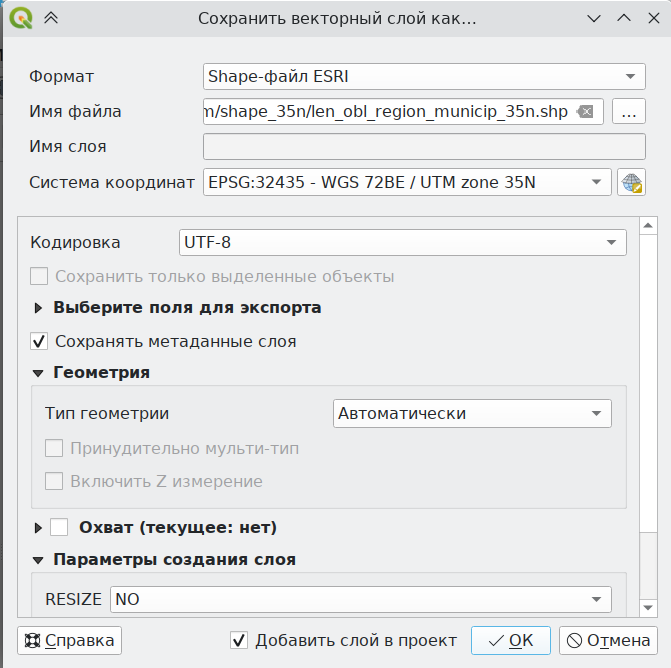 Сохранить векторный слой как…
Формат Shape-файл ESRI
Имя файла m/shape_35n/len_obl_region_municip_35n.shp …
Имя слоя
Система координат EPSG:32435 - WGS 72BE / UTM zone 35N
Кодировка UTF-8
Сохранить только выделенные объекты
Выберите поля для экспорта
Сохранять метаданные слоя
Геометрия
Тип геометрии Автоматически
Принудительно мульти-тип
Включить Z измерение
Охват (текущее: нет)
Параметры создания слоя
RESIZE NO
Справка Добавить слой в проект OK Отмена